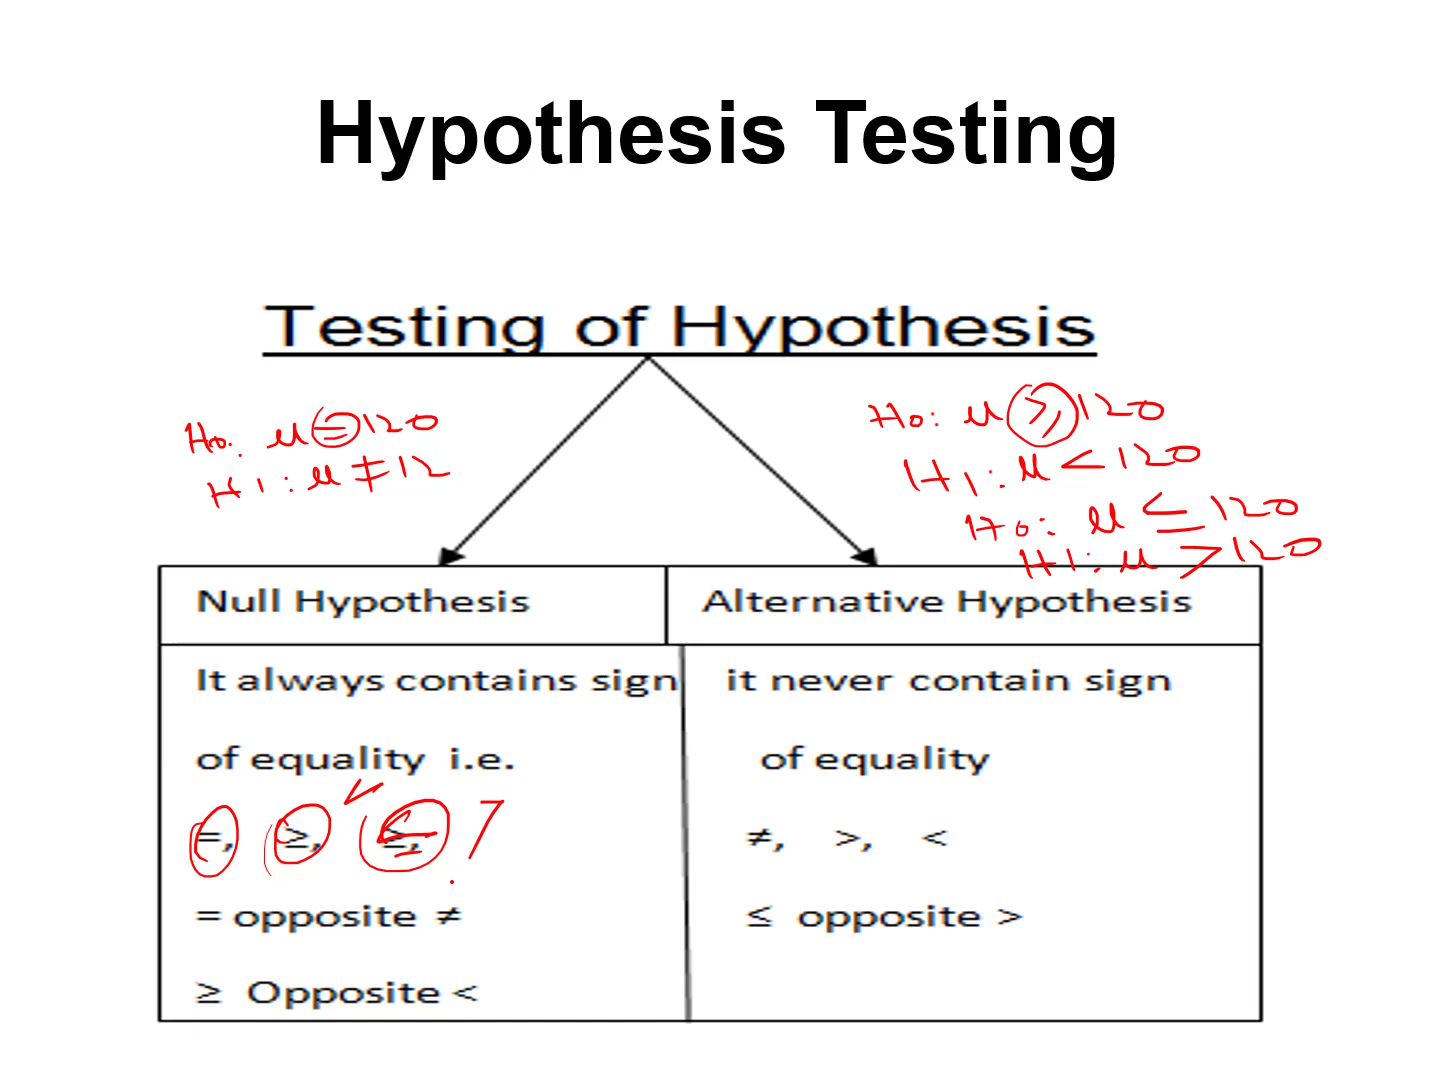 Hypothesis Testing
Testing of Hypothesis
H0: μ = 120
H1: μ ≠ 12
H0: μ ≥ 120
H1: μ < 120
H0: μ ≤ 120
H1: μ > 120
Null Hypothesis
Alternative Hypothesis
It always contains sign
of equality i.e.
=, ≥, ≥,
= opposite ≠
≥ Opposite <
it never contain sign
of equality
≠, >, <
≤ opposite >